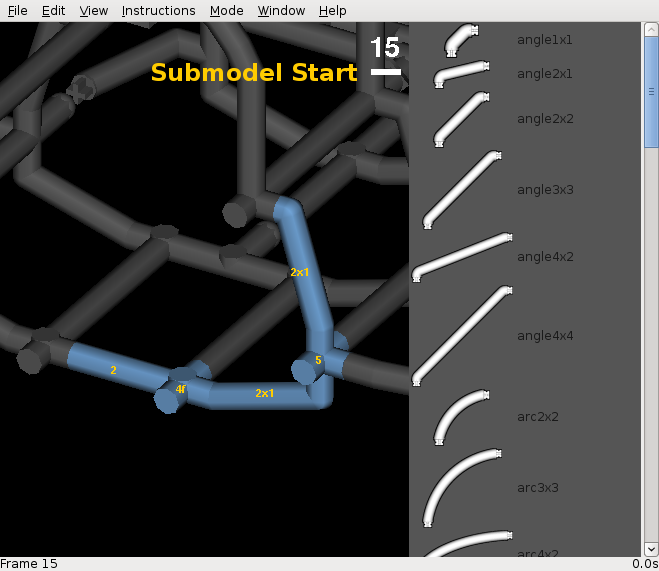 File Edit View Instructions Mode Window Help
15
Submodel Start
2x1
5
2
4f
2x1
angle1x1
angle2x1
angle2x2
angle3x3
angle4x2
angle4x4
arc2x2
arc3x3
arc4x2
Frame 15
0.0s